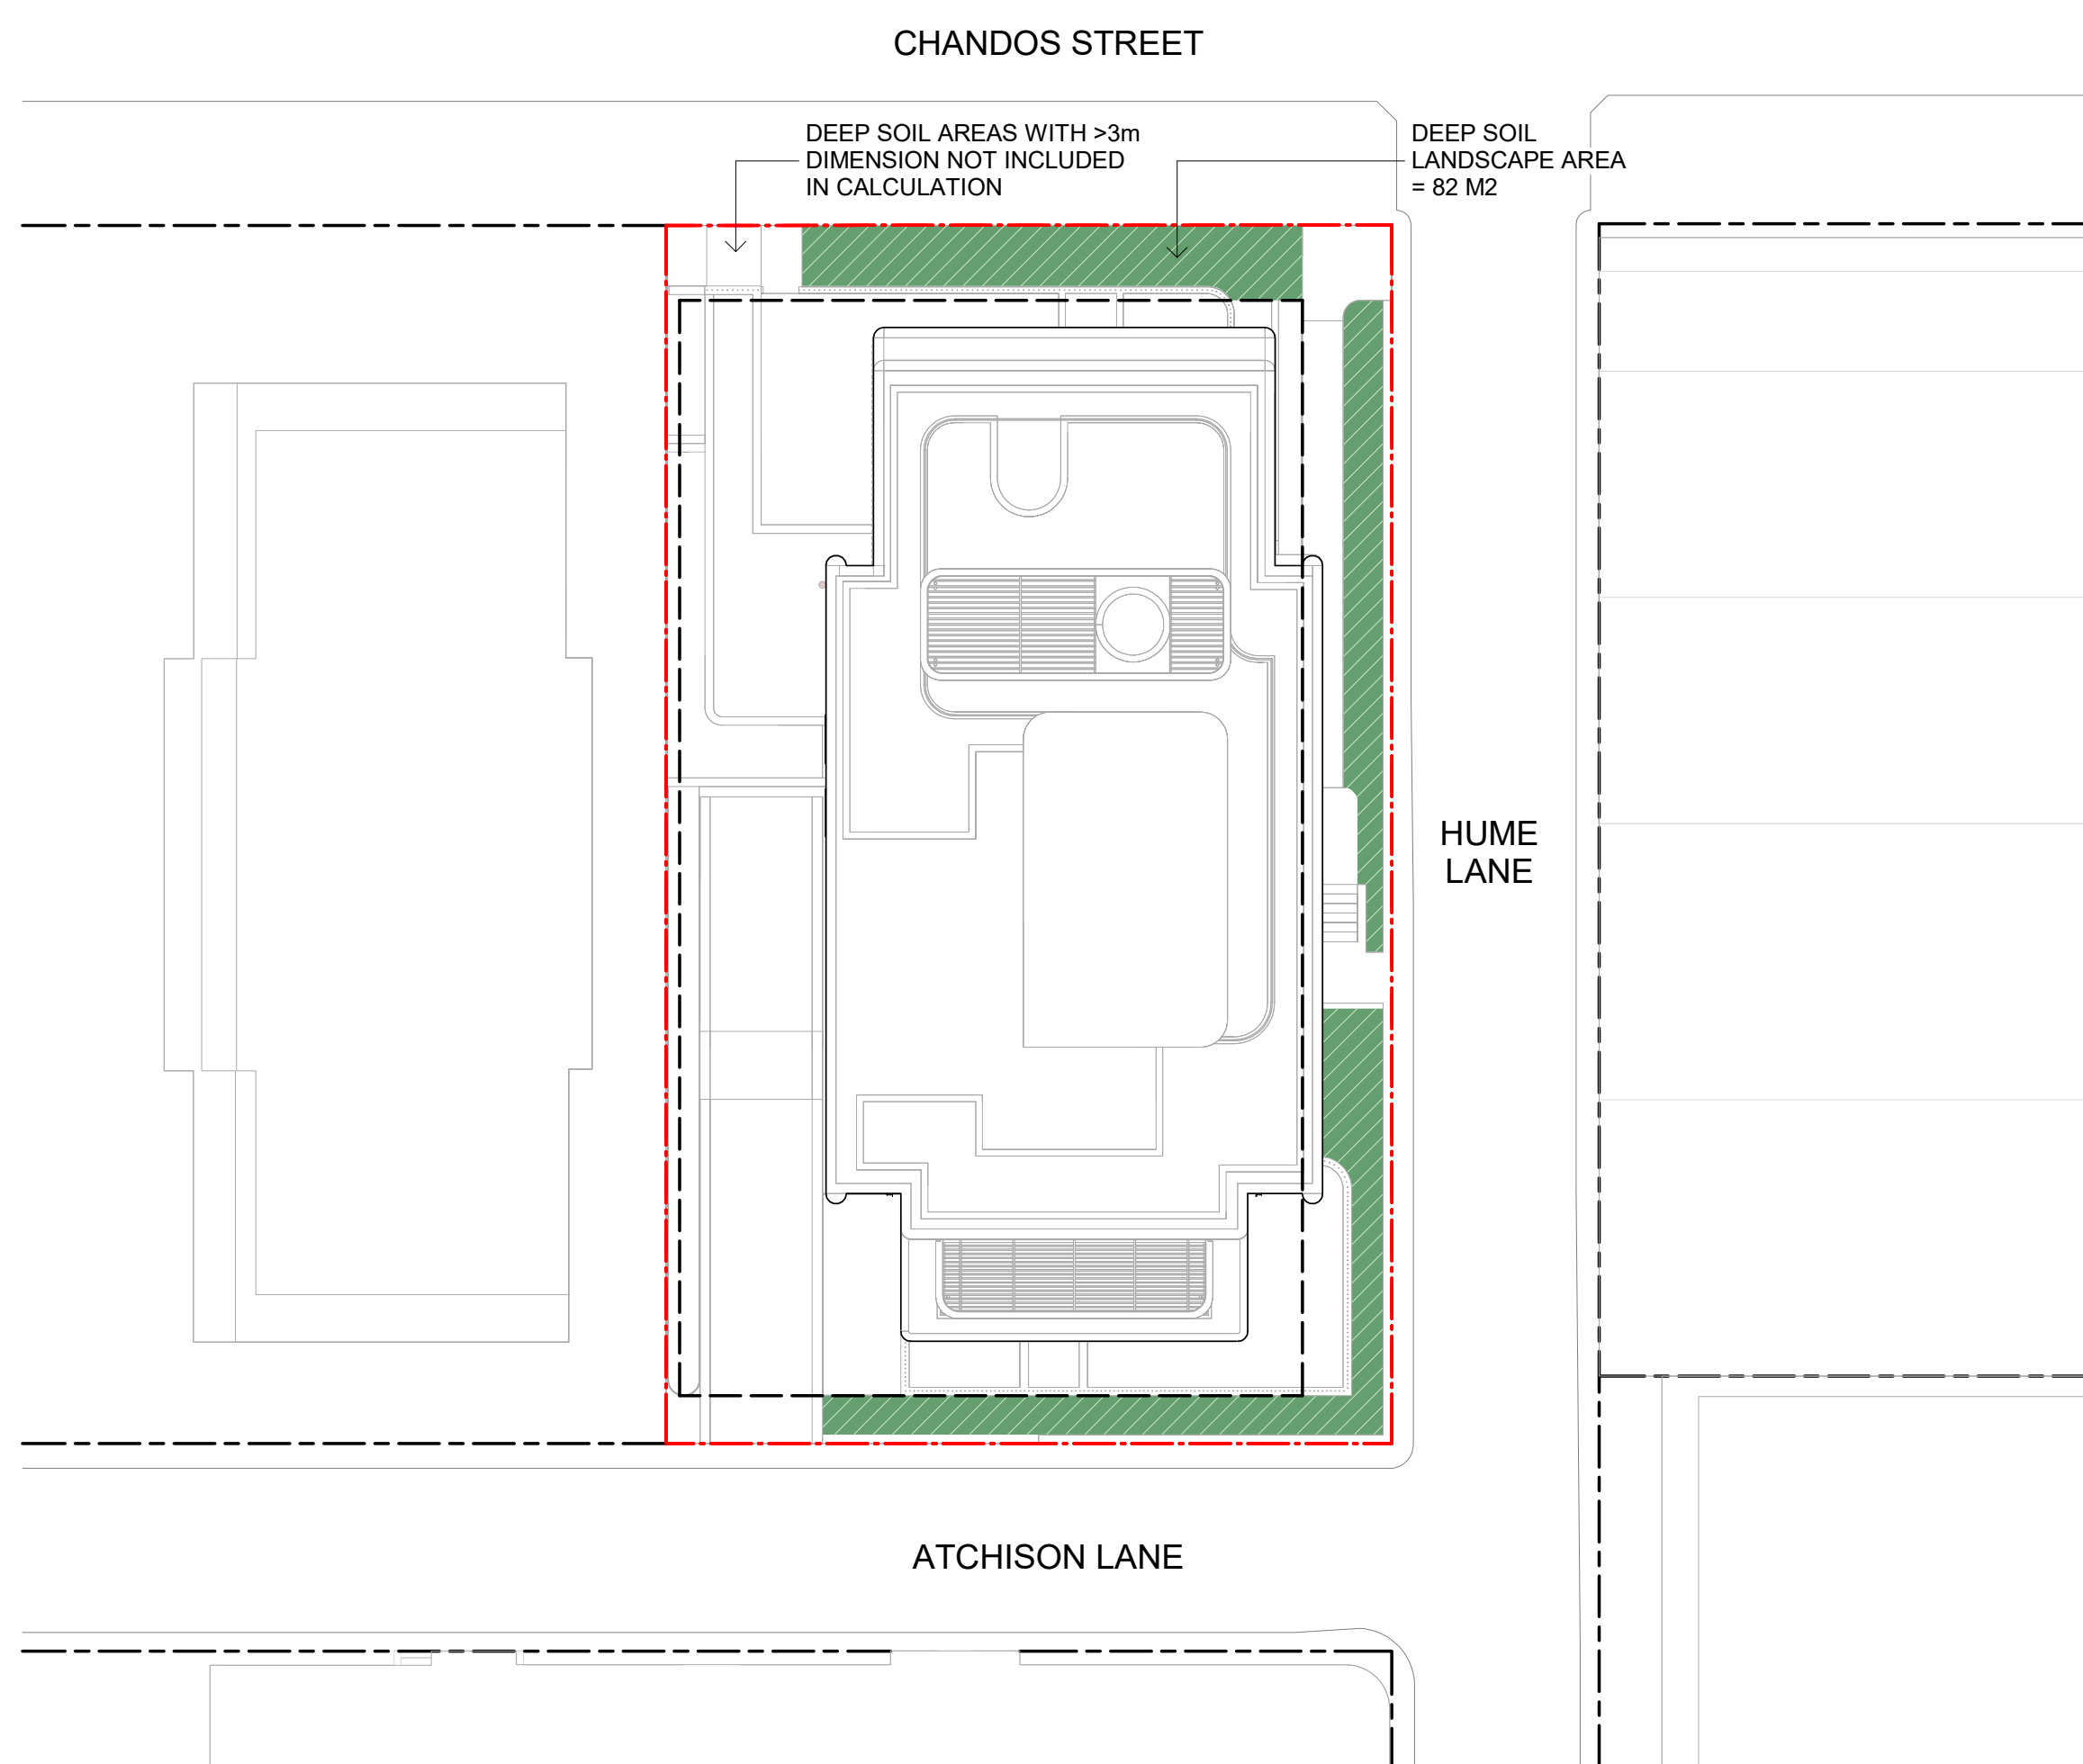 CHANDOS STREET
DEEP SOIL AREAS WITH >3m
DIMENSION NOT INCLUDED
IN CALCULATION
DEEP SOIL
LANDSCAPE AREA
= 82 M2
HUME
LANE
ATCHISON LANE